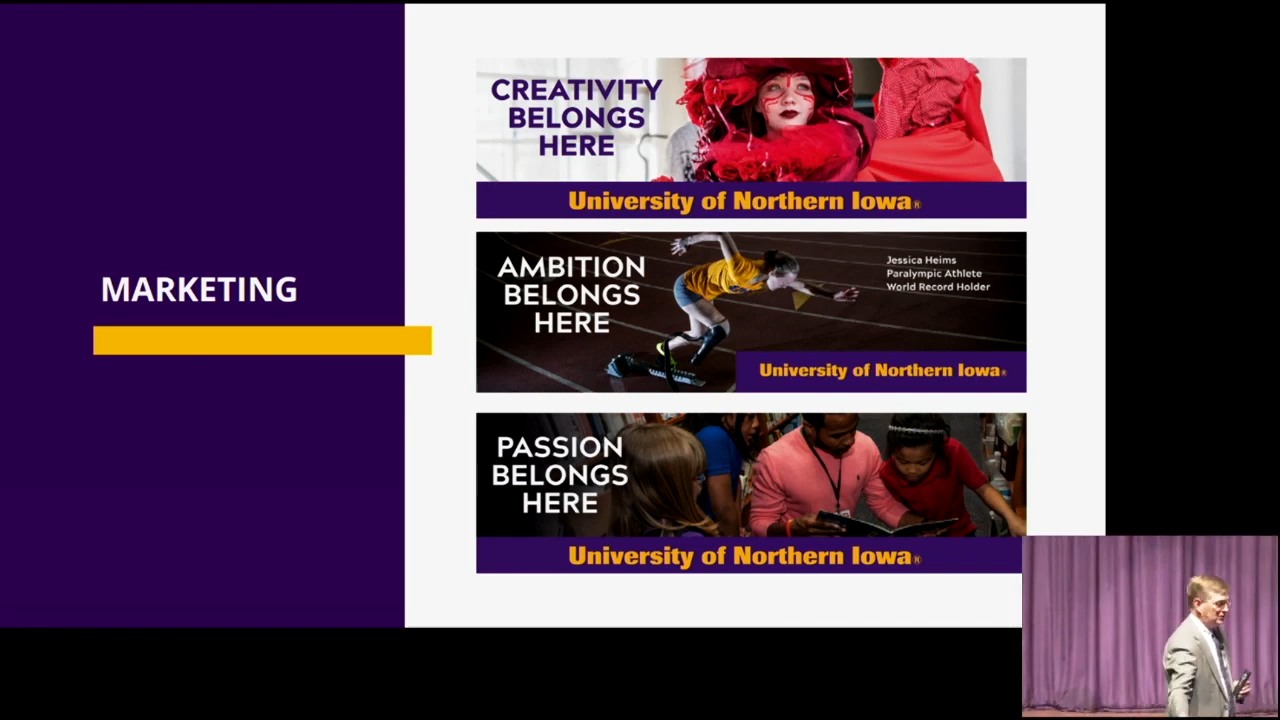 MARKETING
CREATIVITY
BELONGS
HERE
University of Northern Iowa®
AMBITION
BELONGS
HERE
Jessica Heims
Paralympic Athlete
World Record Holder
University of Northern Iowa®
PASSION
BELONGS
HERE
University of Northern Iowa®